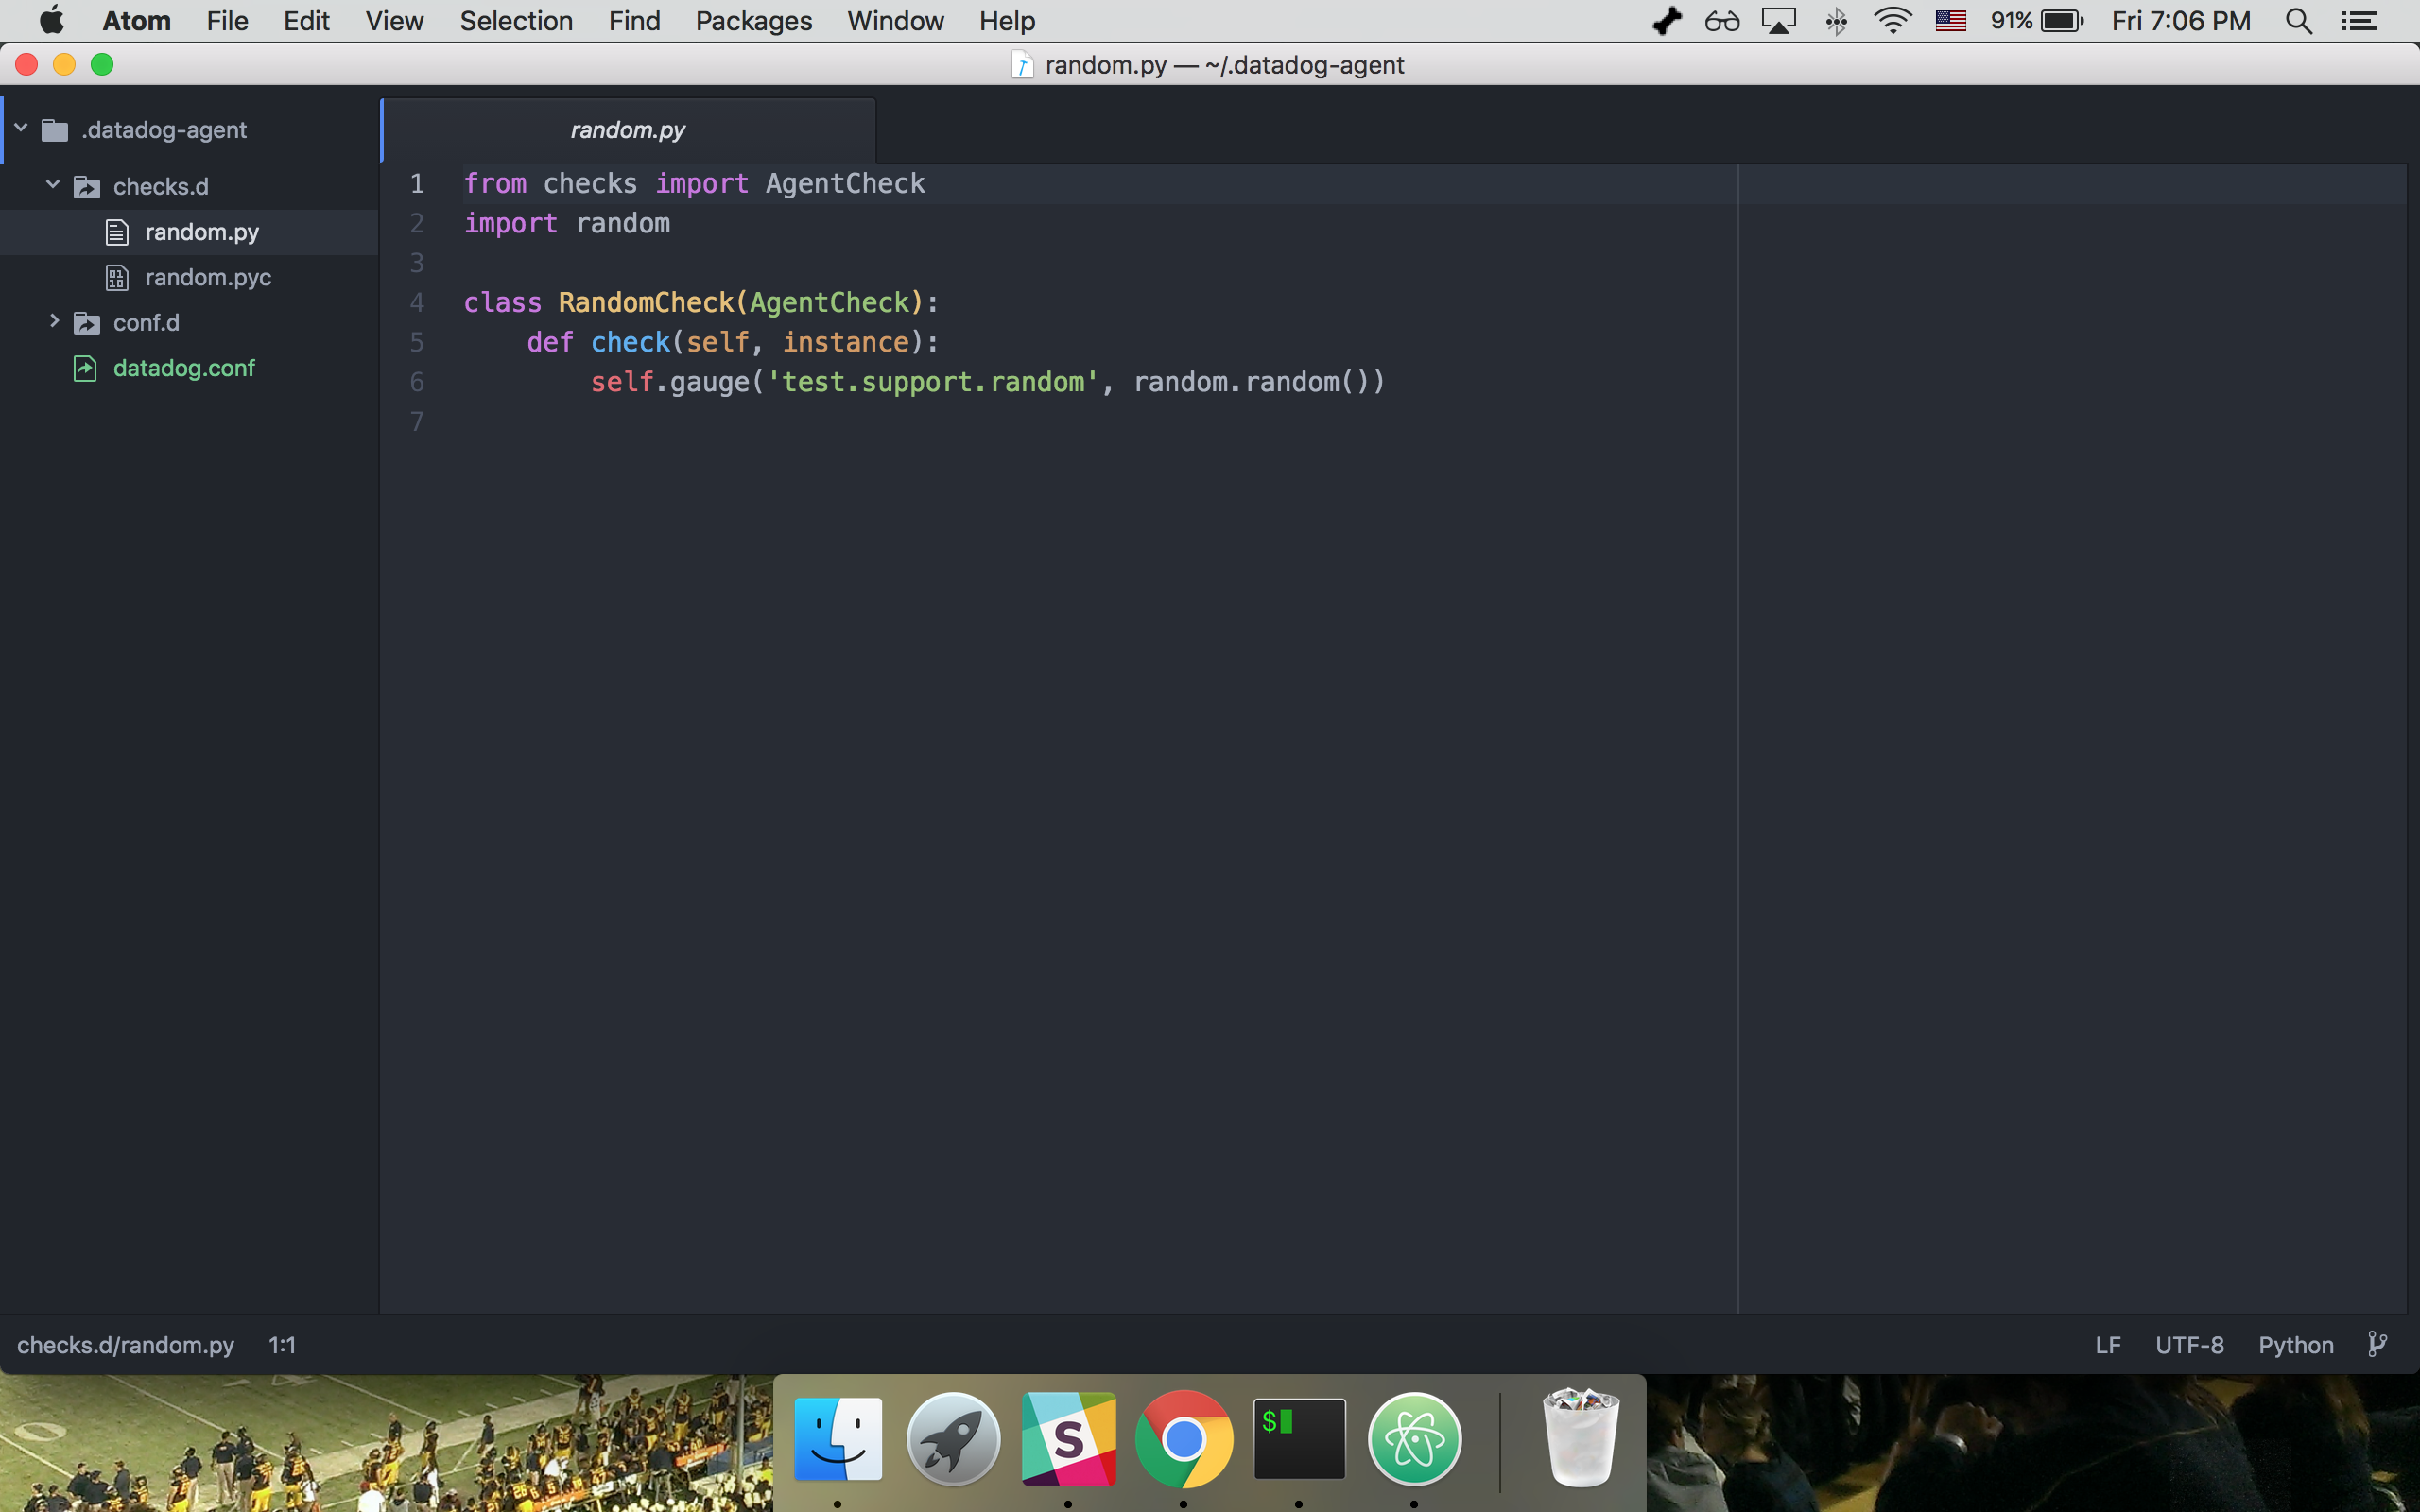 Atom File Edit View Selection Find Packages Window Help 91% Fri 7:06 PM
random.py — ~/.datadog-agent
.datadog-agent
checks.d
random.py
random.pyc
conf.d
datadog.conf
random.py
1 from checks import AgentCheck
2 import random
3
4 class RandomCheck(AgentCheck):
5     def check(self, instance):
6         self.gauge('test.support.random', random.random())
7
checks.d/random.py 1:1 LF UTF-8 Python
S
$